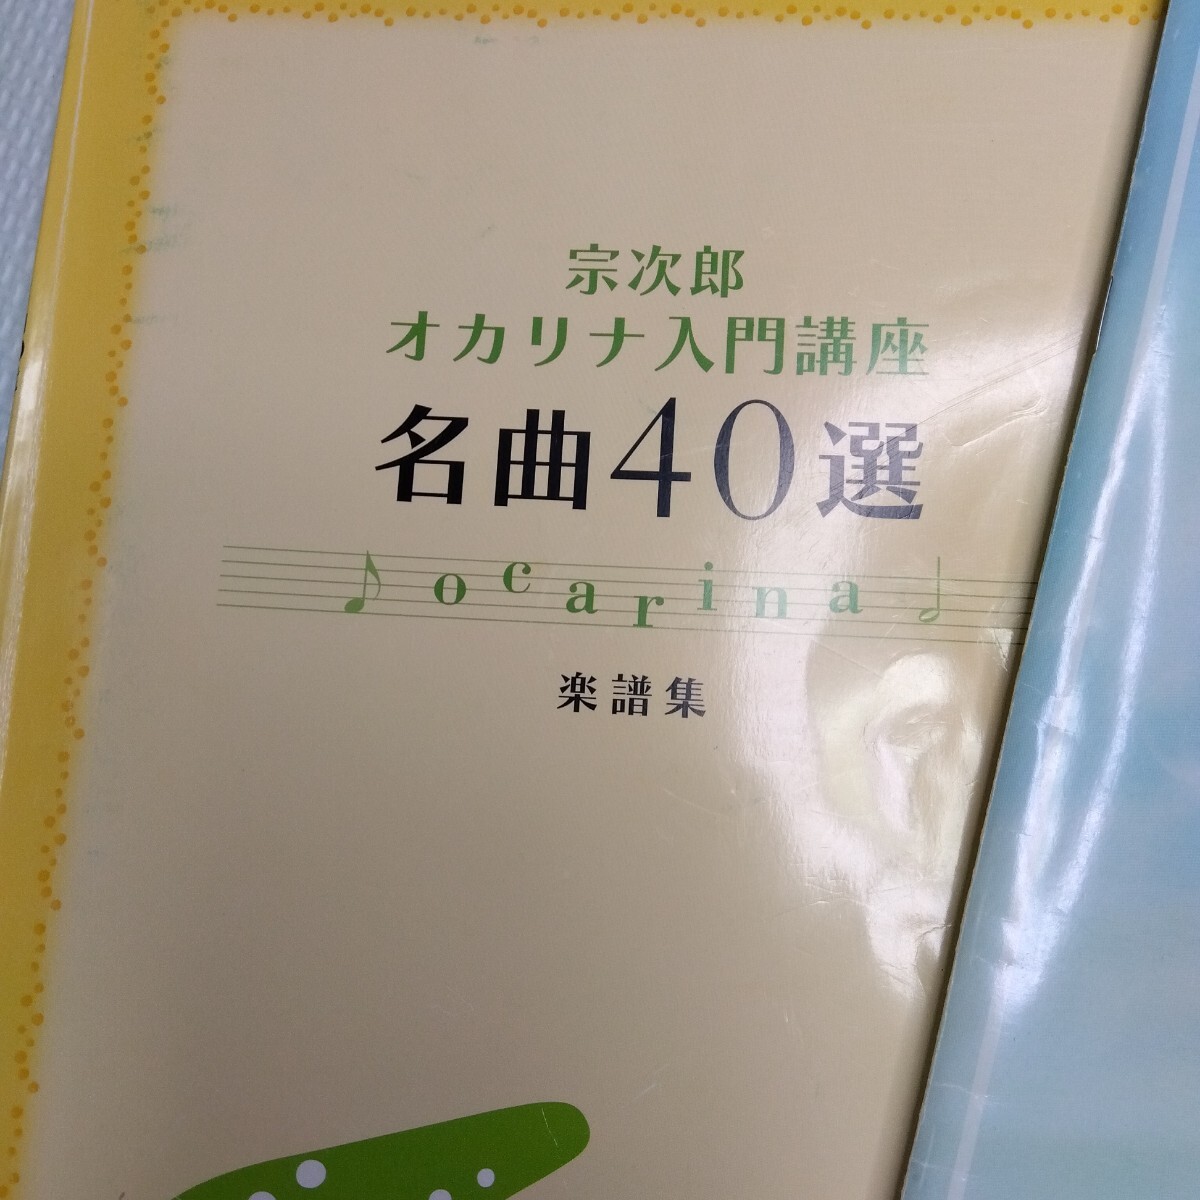 宗次郎
オカリナ入門講座
名曲40選
ocarina
楽譜集